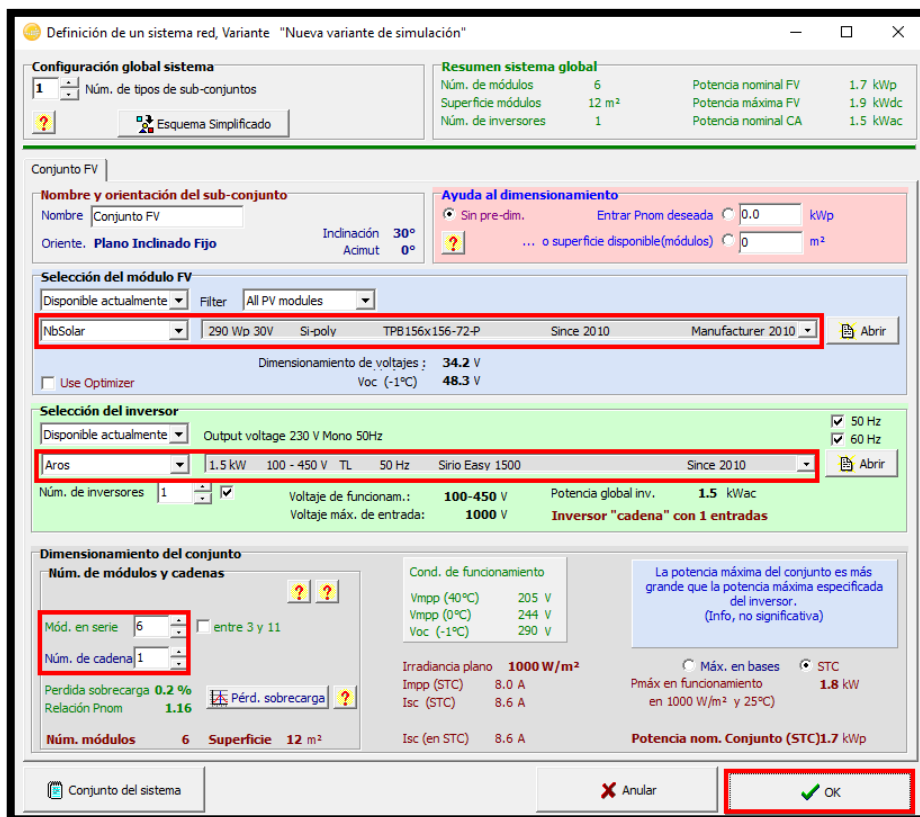 Definición de un sistema red, Variante "Nueva variante de simulación"
Configuración global sistema
1 Núm. de tipos de sub-conjuntos
? Esquema Simplificado
Resumen sistema global
Núm. de módulos 6 Potencia nominal FV 1.7 kWp
Superficie módulos 12 m² Potencia máxima FV 1.9 kWdc
Núm. de inversores 1 Potencia nominal CA 1.5 kWac
Conjunto FV
Nombre y orientación del sub-conjunto
Nombre Conjunto FV
Oriente. Plano Inclinado Fijo
Inclinación 30°
Acimut 0°
Ayuda al dimensionamiento
Sin pre-dim. Entrar Pnom deseada 0.0 kWp
? ... o superficie disponible(módulos) 0 m²
Selección del módulo FV
Disponible actualmente Filter All PV modules
NbSolar 290 Wp 30V Si-poly TPB156x156-72-P Since 2010 Manufacturer 2010 Abrir
Dimensionamiento de voltajes : 34.2 V
Use Optimizer Voc (-1ºC) 48.3 V
Selección del inversor
Disponible actualmente Output voltage 230 V Mono 50Hz
50 Hz
60 Hz
Aros 1.5 kW 100 - 450 V TL 50 Hz Sirio Easy 1500 Since 2010 Abrir
Núm. de inversores 1 Voltaje de funcionam.: 100-450 V Potencia global inv. 1.5 kWac
Voltaje máx. de entrada: 1000 V Inversor "cadena" con 1 entradas
Dimensionamiento del conjunto
Núm. de módulos y cadenas
? ?
Mód. en serie 6 entre 3 y 11
Núm. de cadena 1
Perdida sobrecarga 0.2 %
Relación Pnom 1.16
Pérd. sobrecarga ?
Núm. módulos 6 Superficie 12 m²
Cond. de funcionamiento
Vmpp (40ºC) 205 V
Vmpp (0ºC) 244 V
Voc (-1ºC) 290 V
Irradiancia plano 1000 W/m²
Impp (STC) 8.0 A
Isc (STC) 8.6 A
Isc (en STC) 8.6 A
La potencia máxima del conjunto es más
grande que la potencia máxima especificada
del inversor.
(Info, no significativa)
Máx. en bases STC
Pmáx en funcionamiento 1.8 kW
en 1000 W/m² y 25ºC)
Potencia nom. Conjunto (STC)1.7 kWp
Conjunto del sistema Anular OK